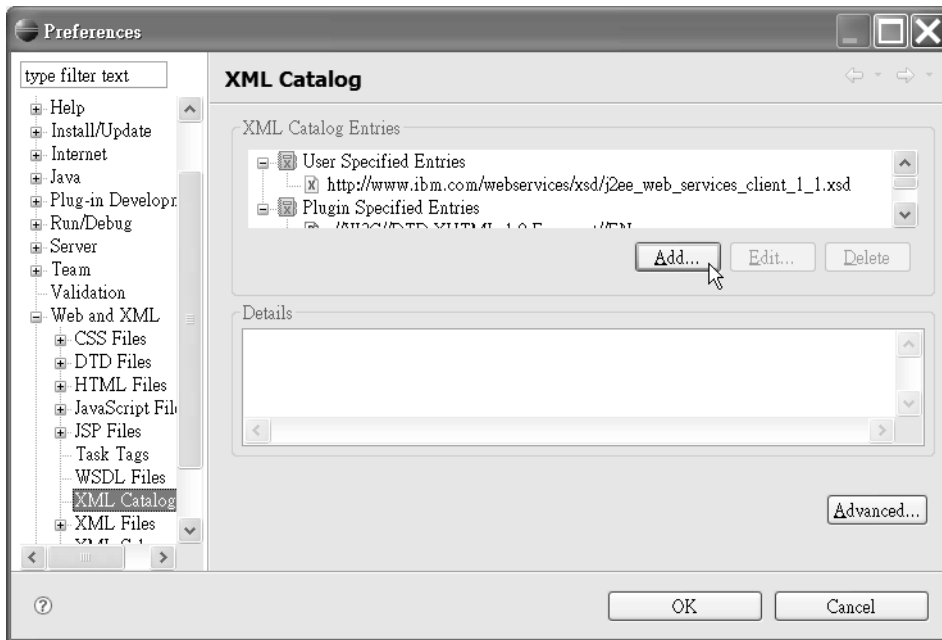 Preferences
type filter text
Help
Install/Update
Internet
Java
Plug-in Developr
Run/Debug
Server
Team
Validation
Web and XML
CSS Files
DTD Files
HTML Files
JavaScript File
JSP Files
Task Tags
WSDL Files
XML Catalog
XML Files
XML Catalog
XML Catalog Entries
User Specified Entries
http://www.ibm.com/webservices/xsd/j2ee_web_services_client_1_1.xsd
Plugin Specified Entries
Add...
Edit...
Delete
Details
Advanced...
OK
Cancel